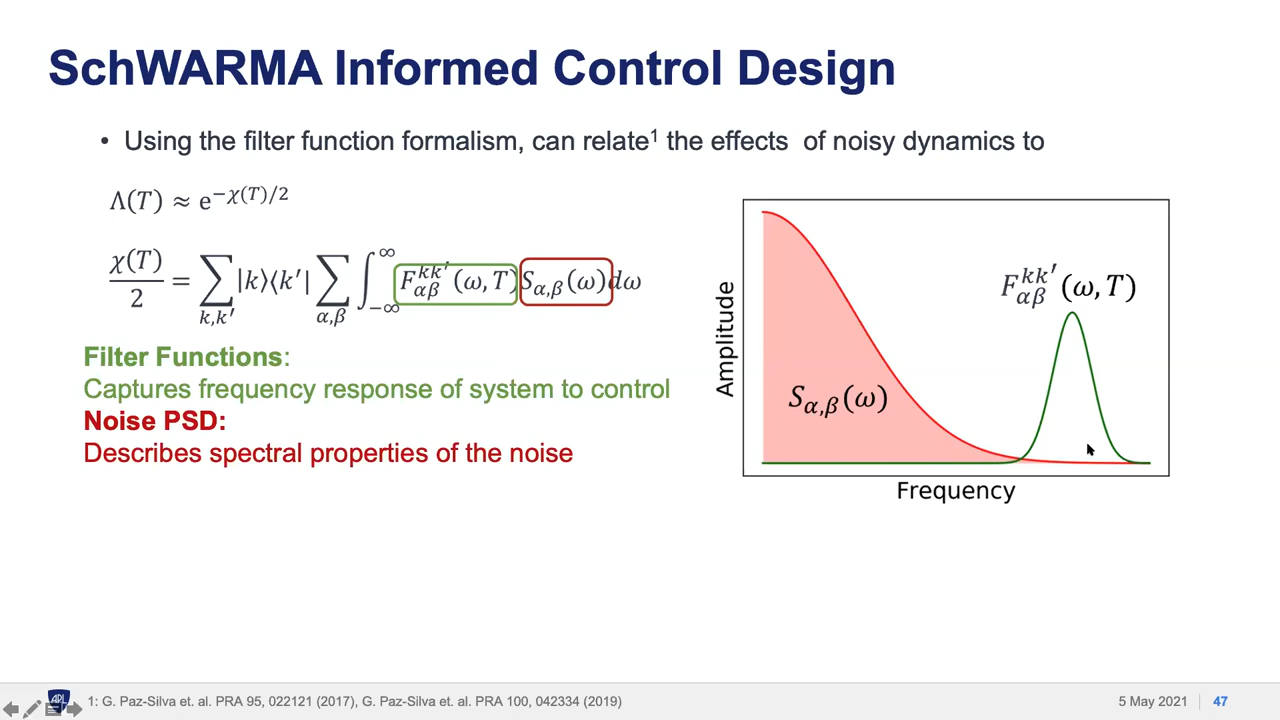 SchWARMA Informed Control Design
• Using the filter function formalism, can relate¹ the effects of noisy dynamics to
Λ(T) ≈ e^{−χ(T)/2}
χ(T)/2 = ∑_{k,k′} |k⟩⟨k′| ∑_{α,β} ∫_{−∞}^{∞} F_{αβ}^{kk′}(ω, T) S_{α,β}(ω)dω
Filter Functions:
Captures frequency response of system to control
Noise PSD:
Describes spectral properties of the noise
Amplitude
S_{α,β}(ω)
F_{αβ}^{kk′}(ω, T)
Frequency
APL
1: G. Paz-Silva et. al. PRA 95, 022121 (2017), G. Paz-Silva et. al. PRA 100, 042334 (2019)
5 May 2021
47